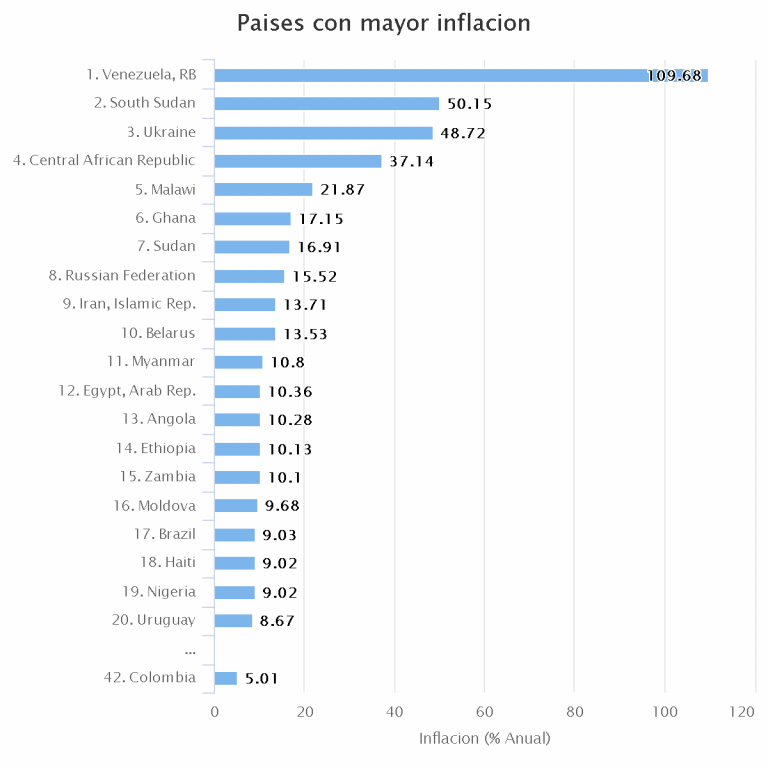 Paises con mayor inflacion
1. Venezuela, RB 109.68
2. South Sudan 50.15
3. Ukraine 48.72
4. Central African Republic 37.14
5. Malawi 21.87
6. Ghana 17.15
7. Sudan 16.91
8. Russian Federation 15.52
9. Iran, Islamic Rep. 13.71
10. Belarus 13.53
11. Myanmar 10.8
12. Egypt, Arab Rep. 10.36
13. Angola 10.28
14. Ethiopia 10.13
15. Zambia 10.1
16. Moldova 9.68
17. Brazil 9.03
18. Haiti 9.02
19. Nigeria 9.02
20. Uruguay 8.67
...
42. Colombia 5.01
0 20 40 60 80 100 120
Inflacion (% Anual)